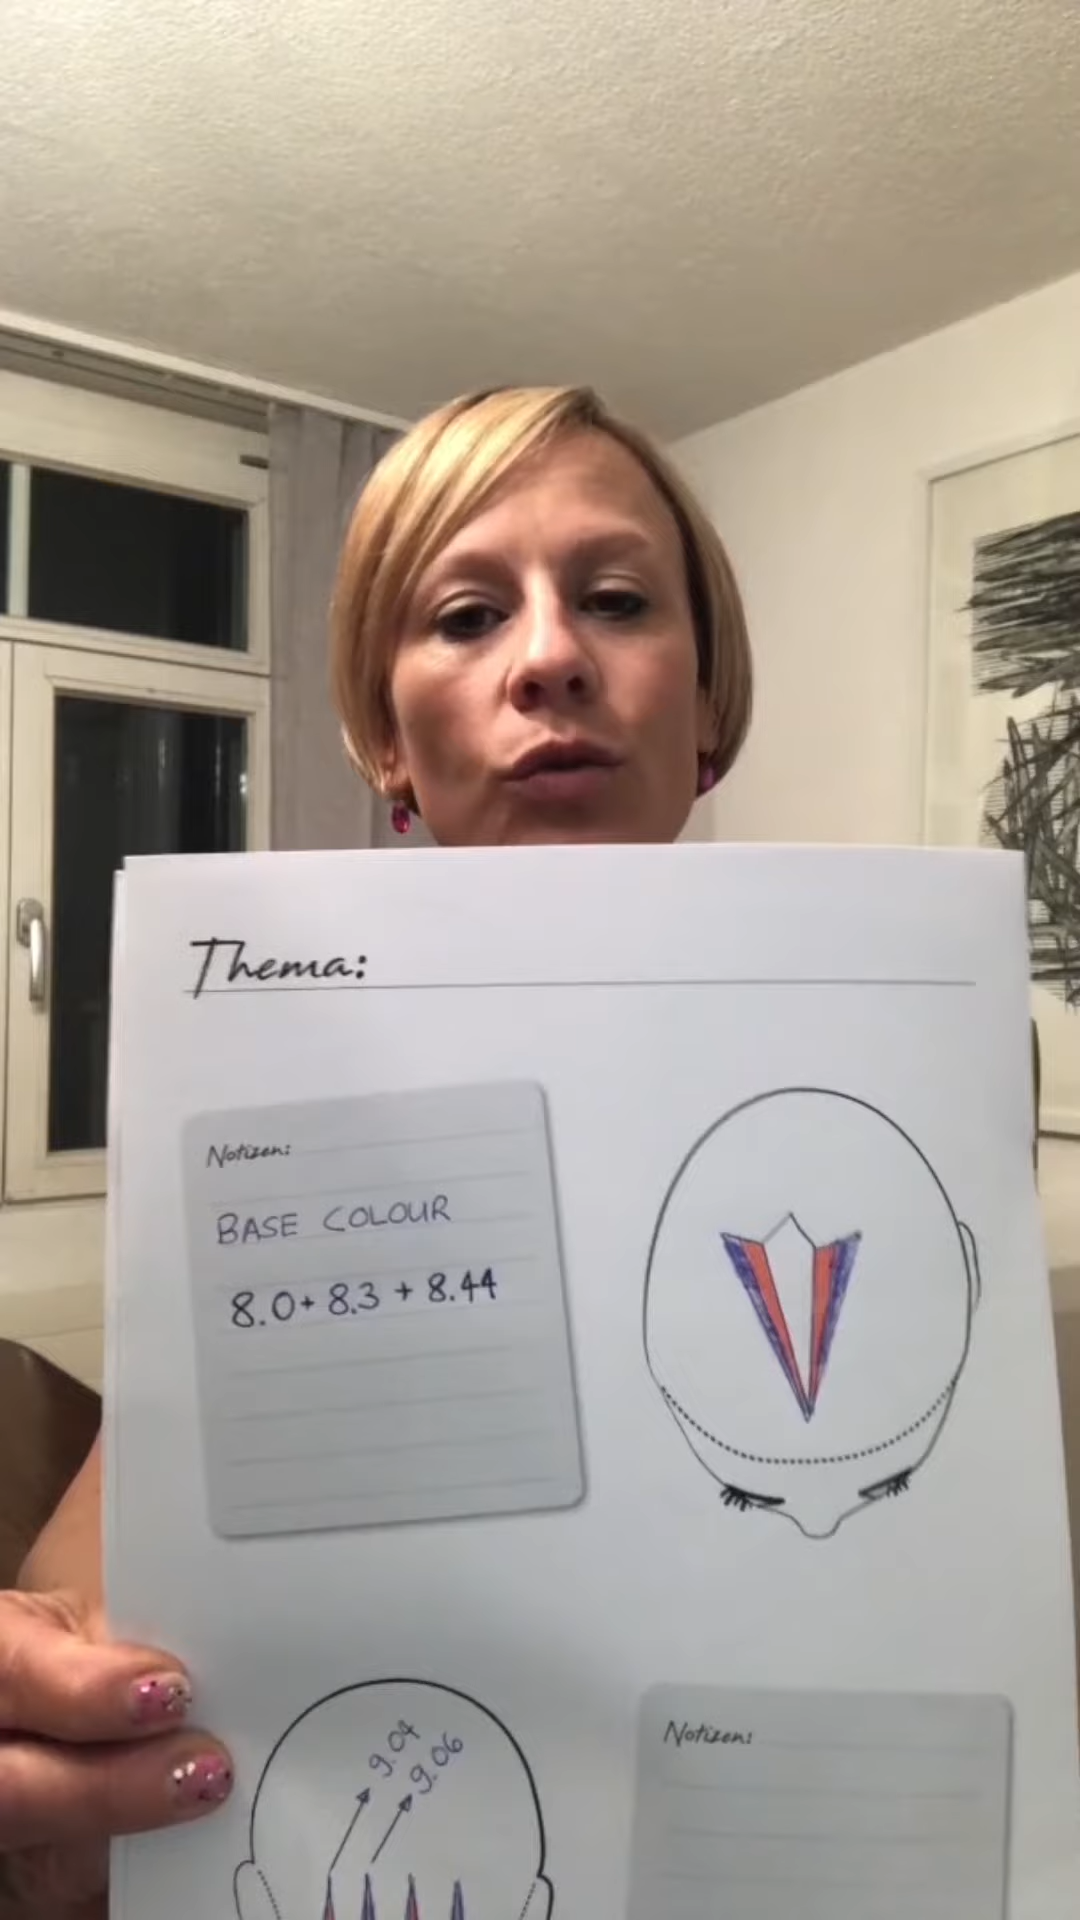 Thema:
Notizen:
BASE COLOUR
8.0 + 8.3 + 8.44
9.04
9.06
Notizen: